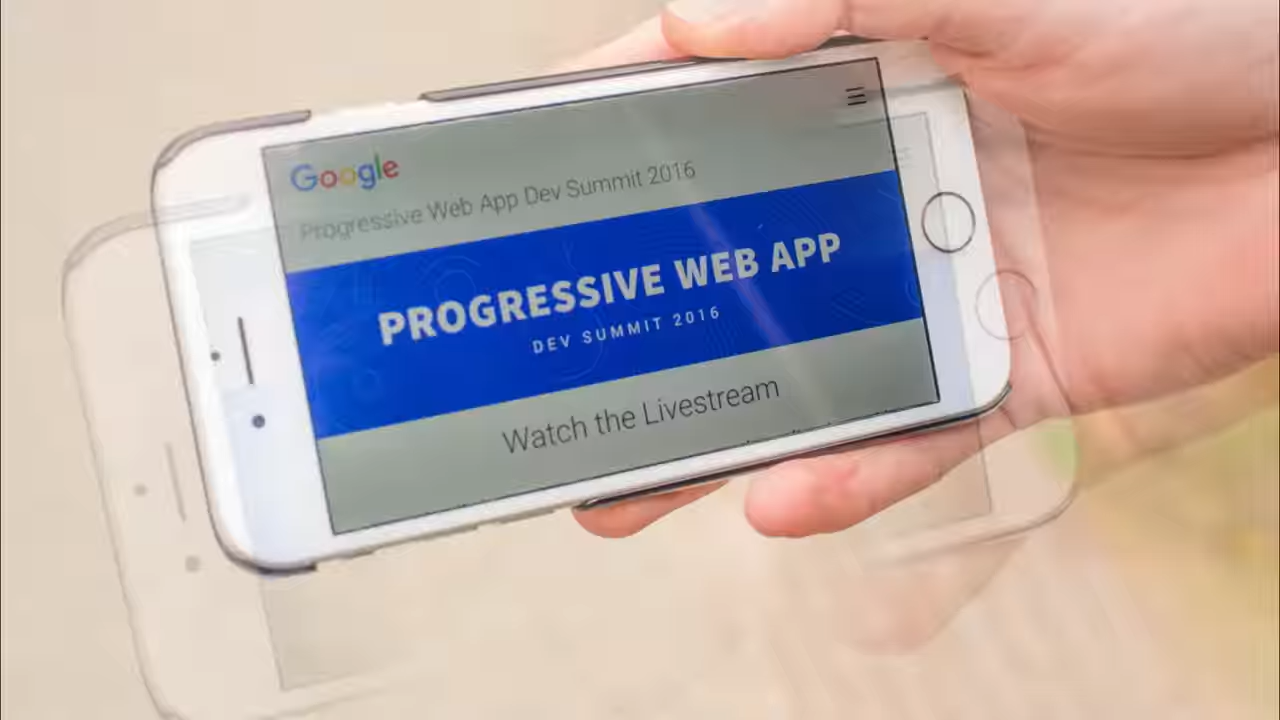 Google
Progressive Web App Dev Summit 2016
PROGRESSIVE WEB APP
DEV SUMMIT 2016
Watch the Livestream